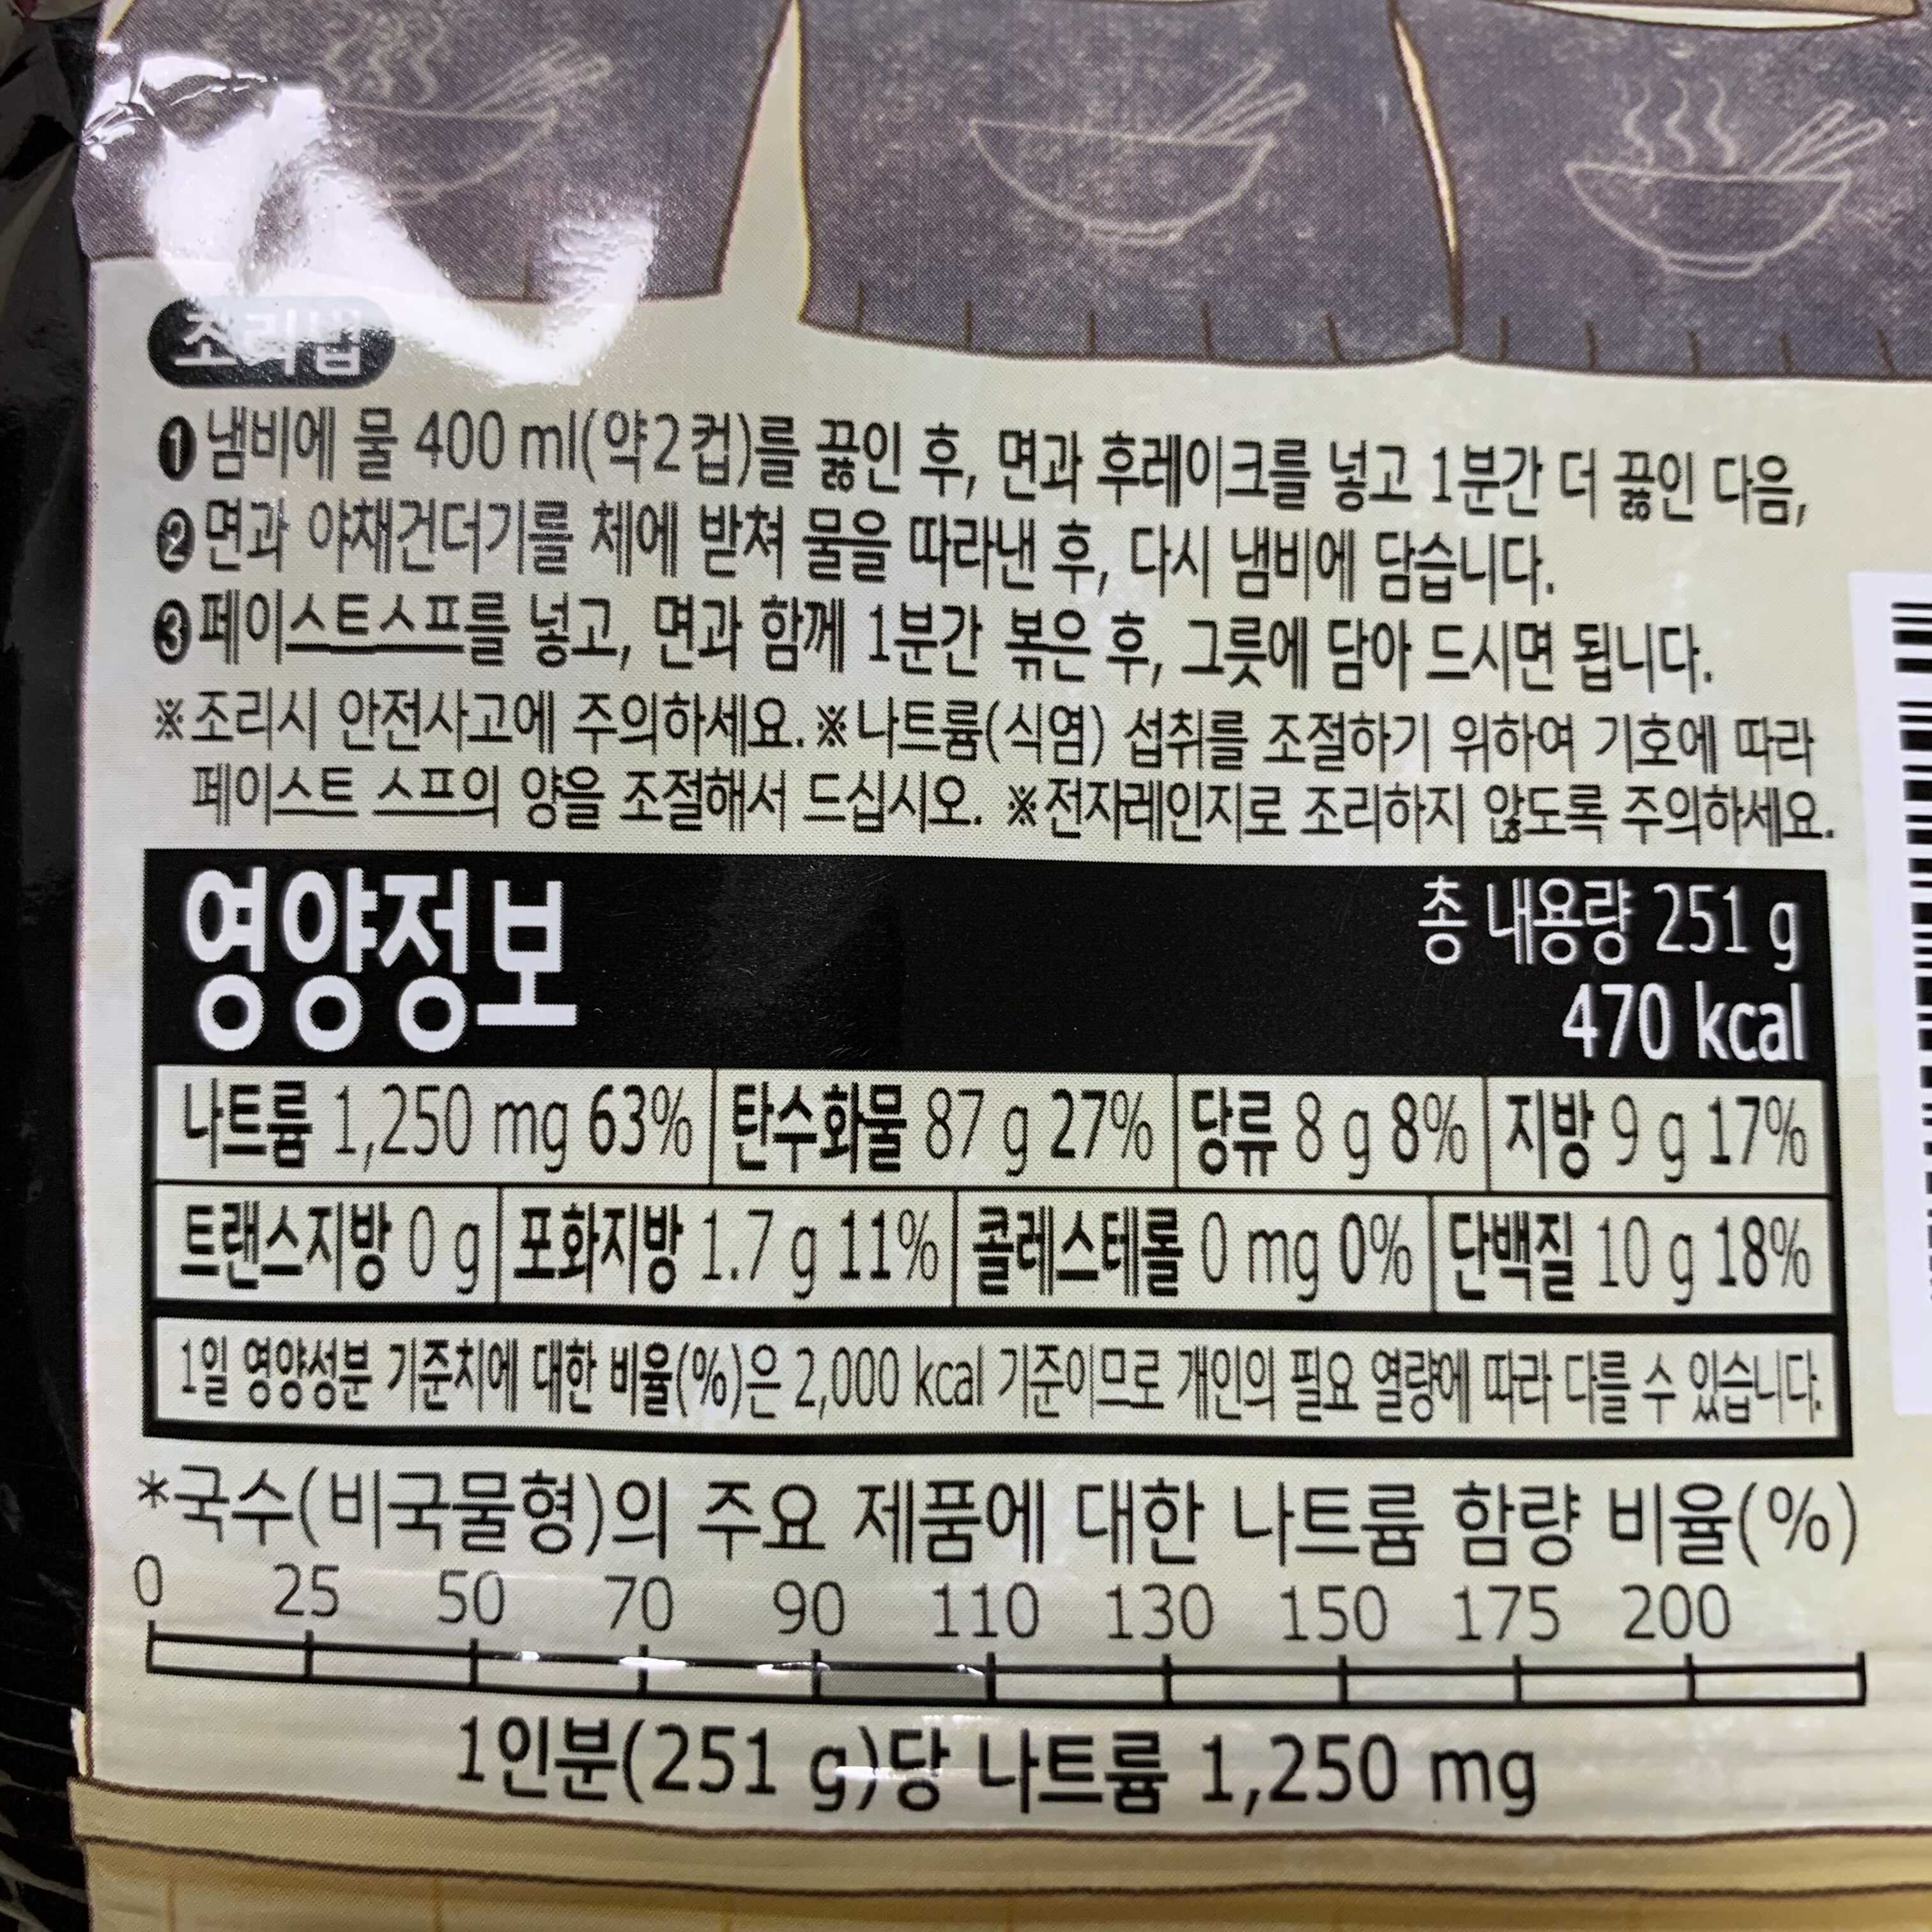 조리법
❶냄비에 물 400 ml(약2컵)를 끓인 후, 면과 후레이크를 넣고 1분간 더 끓인 다음,
❷면과 야채건더기를 체에 받쳐 물을 따라낸 후, 다시 냄비에 담습니다.
❸페이스트스프를 넣고, 면과 함께 1분간 볶은 후, 그릇에 담아 드시면 됩니다.
※조리시 안전사고에 주의하세요.※나트륨(식염) 섭취를 조절하기 위하여 기호에 따라
페이스트 스프의 양을 조절해서 드십시오. ※전자레인지로 조리하지 않도록 주의하세요.
영양정보
총 내용량 251 g
470 kcal
나트륨 1,250 mg 63% 탄수화물 87 g 27% 당류 8 g 8% 지방 9 g 17%
트랜스지방 0 g 포화지방 1.7 g 11% 콜레스테롤 0 mg 0% 단백질 10 g 18%
1일 영양성분 기준치에 대한 비율(%)은 2,000 kcal 기준이므로 개인의 필요 열량에 따라 다를 수 있습니다.
*국수(비국물형)의 주요 제품에 대한 나트륨 함량 비율(%)
0 25 50 70 90 110 130 150 175 200
1인분(251 g)당 나트륨 1,250 mg